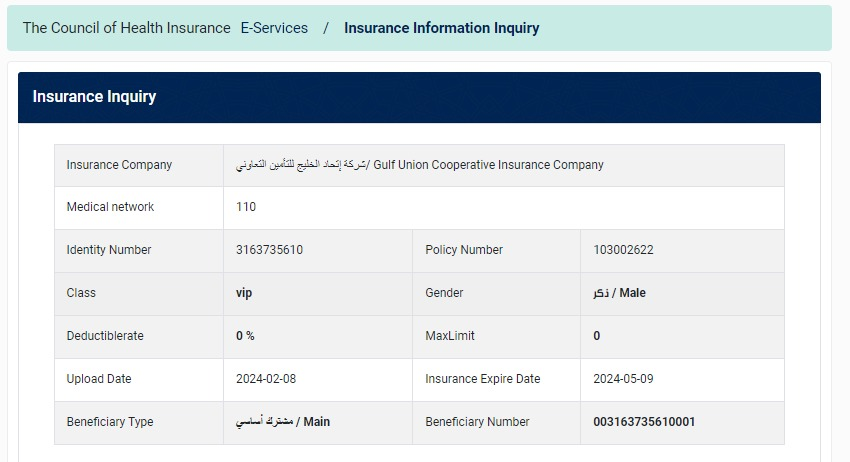 The Council of Health Insurance E-Services / Insurance Information Inquiry
Insurance Inquiry
Insurance Company شركة إتحاد الخليج للتأمين التعاوني/ Gulf Union Cooperative Insurance Company
Medical network 110
Identity Number 3163735610 Policy Number 103002622
Class vip Gender ذكر / Male
Deductiblerate 0 % MaxLimit 0
Upload Date 2024-02-08 Insurance Expire Date 2024-05-09
Beneficiary Type مشترك أساسي / Main Beneficiary Number 003163735610001